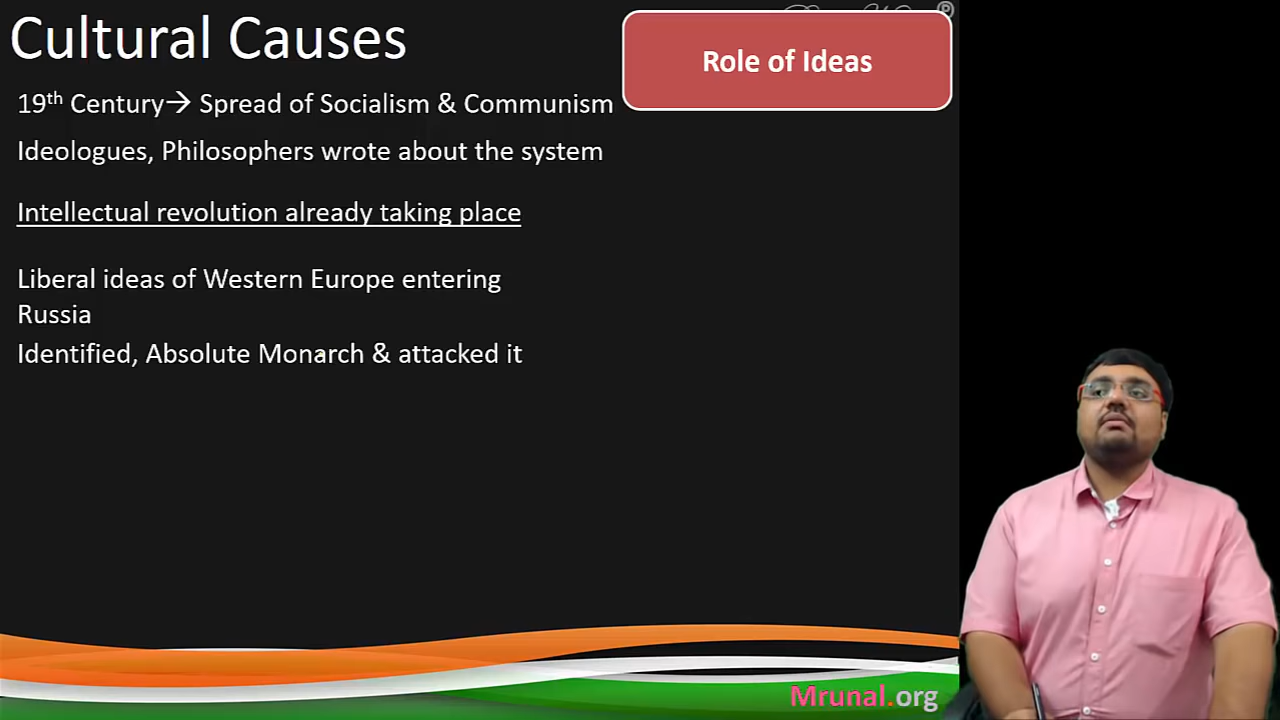 Cultural Causes
®
Role of Ideas
19th Century→ Spread of Socialism & Communism
Ideologues, Philosophers wrote about the system
Intellectual revolution already taking place
Liberal ideas of Western Europe entering
Russia
Identified, Absolute Monarch & attacked it
Mrunal.org